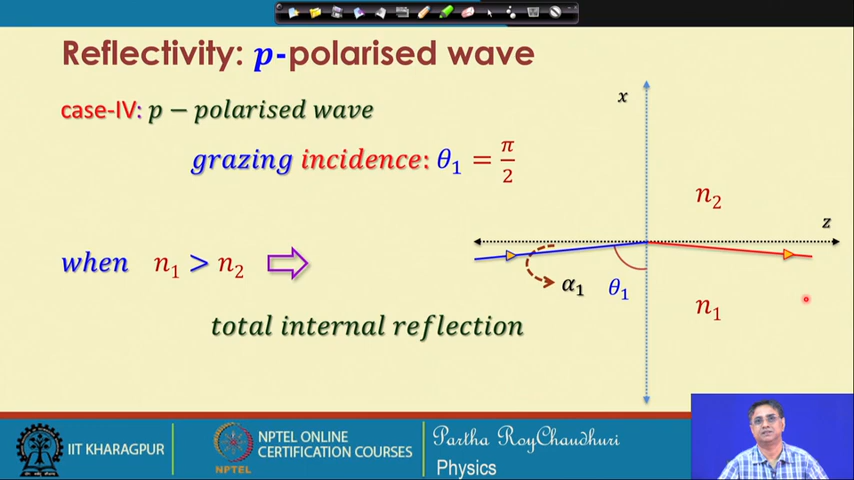 Reflectivity: p-polarised wave
case-IV: p − polarised wave
grazing incidence: θ₁ = π/2
when n₁ > n₂
total internal reflection
x
n₂
z
α₁
θ₁
n₁
IIT KHARAGPUR
NPTEL
NPTEL ONLINE
CERTIFICATION COURSES
Partha RoyChaudhuri
Physics